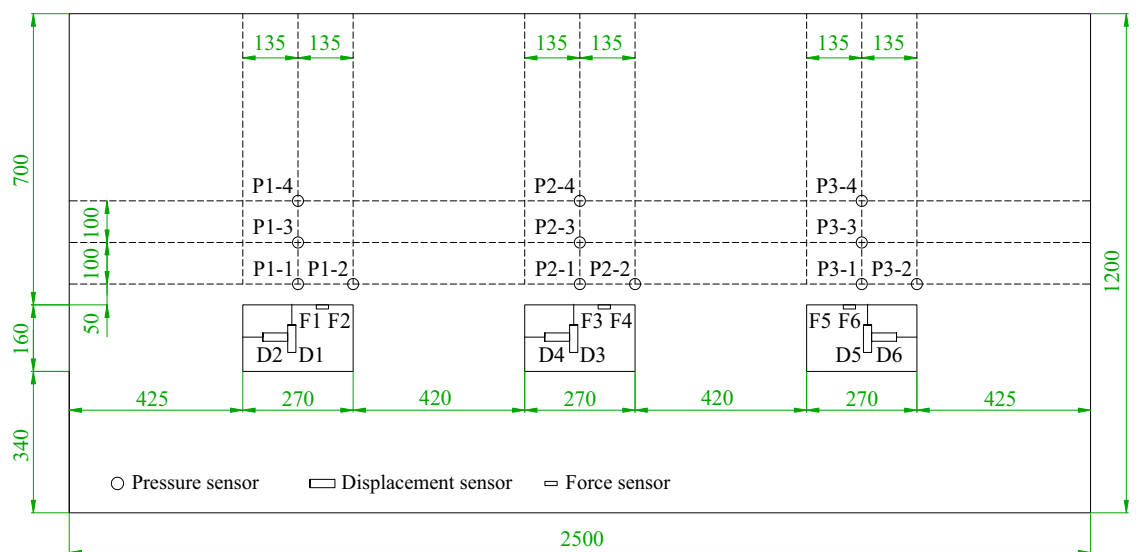 135 135 135 135 135 135
P1-4 P2-4 P3-4
700
100
P1-3 P2-3 P3-3
100
P1-1 P1-2 P2-1 P2-2 P3-1 P3-2
1200
50
F1 F2 F3 F4 F5 F6
160
D2 D1 D4 D3 D5 D6
425 270 420 270 420 270 425
340
Pressure sensor Displacement sensor Force sensor
2500